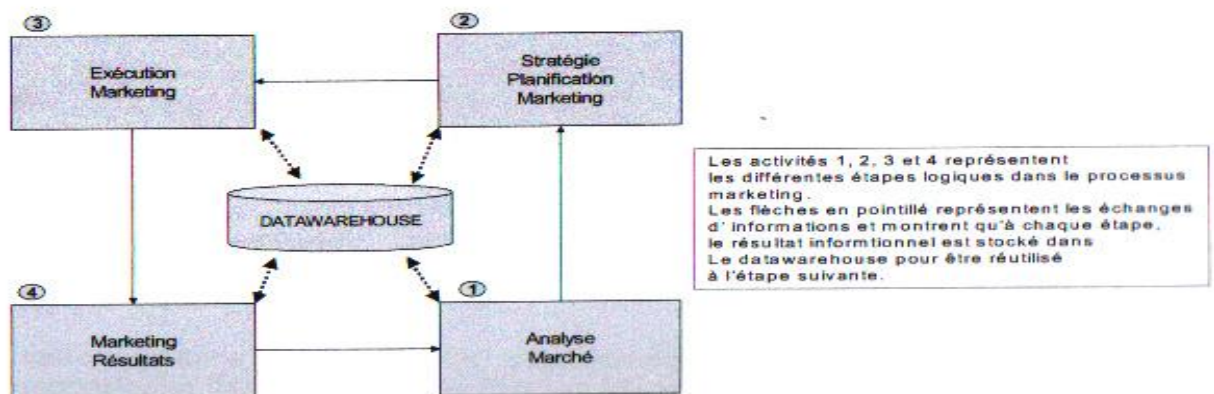 ③
Exécution
Marketing
②
Stratégie
Planification
Marketing
DATAWAREHOUSE
④
Marketing
Résultats
①
Analyse
Marché
Les activités 1, 2, 3 et 4 représentent
les différentes étapes logiques dans le processus
marketing.
Les flèches en pointillé représentent les échanges
d' informations et montrent qu'à chaque étape,
le résultat informtionnel est stocké dans
Le datawarehouse pour être réutilisé
à l'étape suivante.